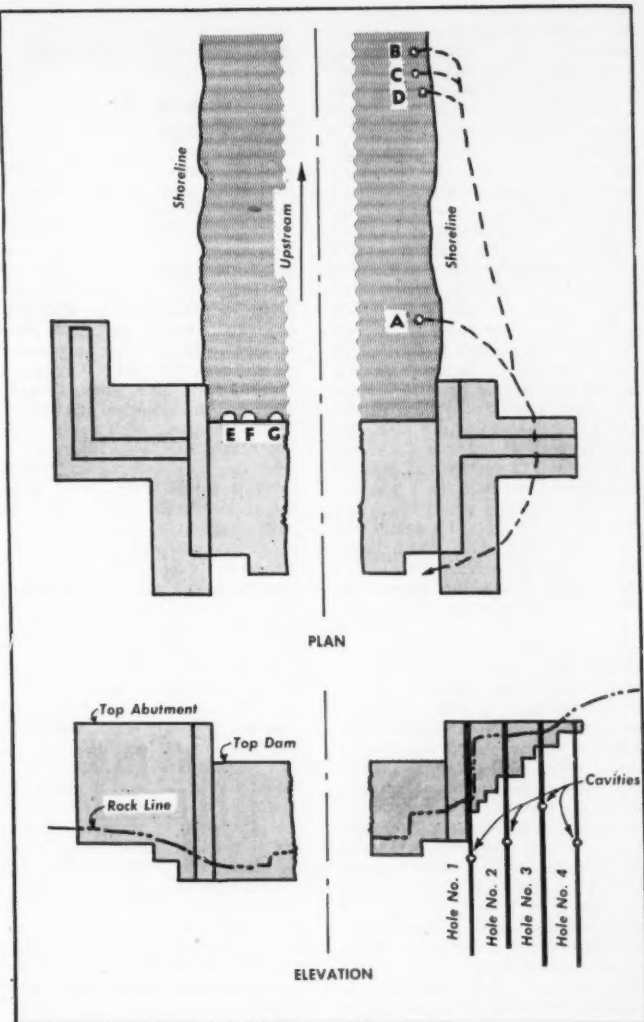 B
C
D
Shoreline
Upstream
Shoreline
A
E F G
PLAN
Top Abutment
Top Dam
Rock Line
Cavities
Hole No. 1
Hole No. 2
Hole No. 3
Hole No. 4
ELEVATION